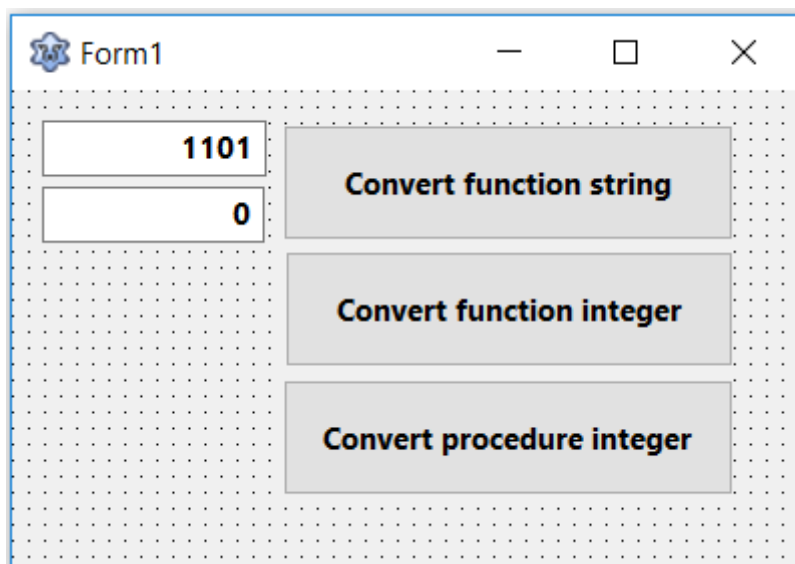 Form1
1101
0
Convert function string
Convert function integer
Convert procedure integer